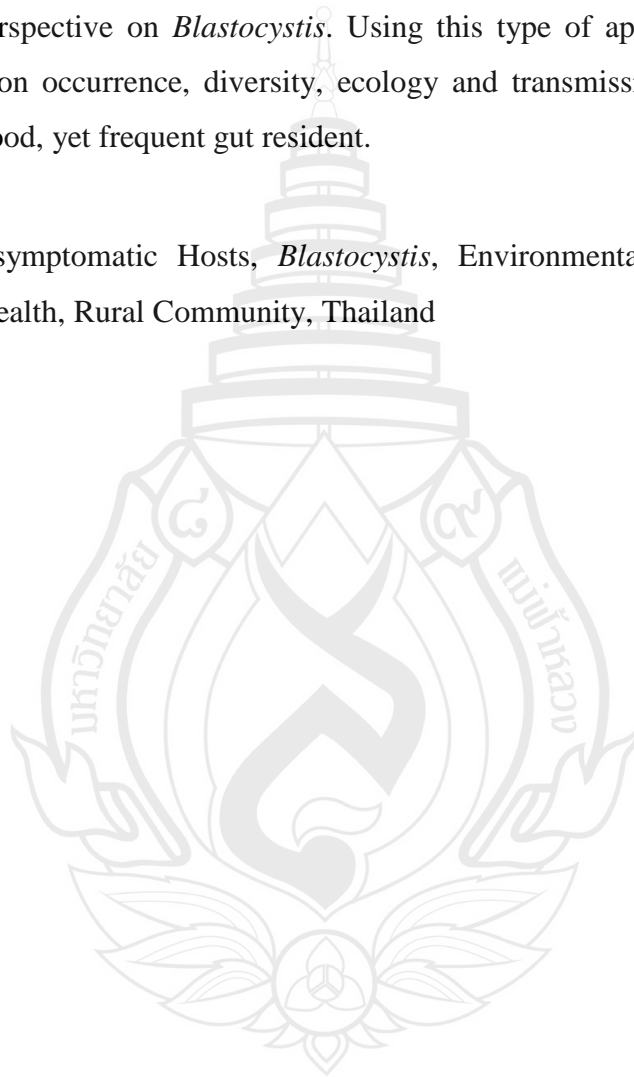 rspective on Blastocystis. Using this type of ap
on occurrence, diversity, ecology and transmissi
ood, yet frequent gut resident.
symptomatic Hosts, Blastocystis, Environmenta
ealth, Rural Community, Thailand
๘ ๙
มหาวิทยาลัย แม่ฟ้าหลวง